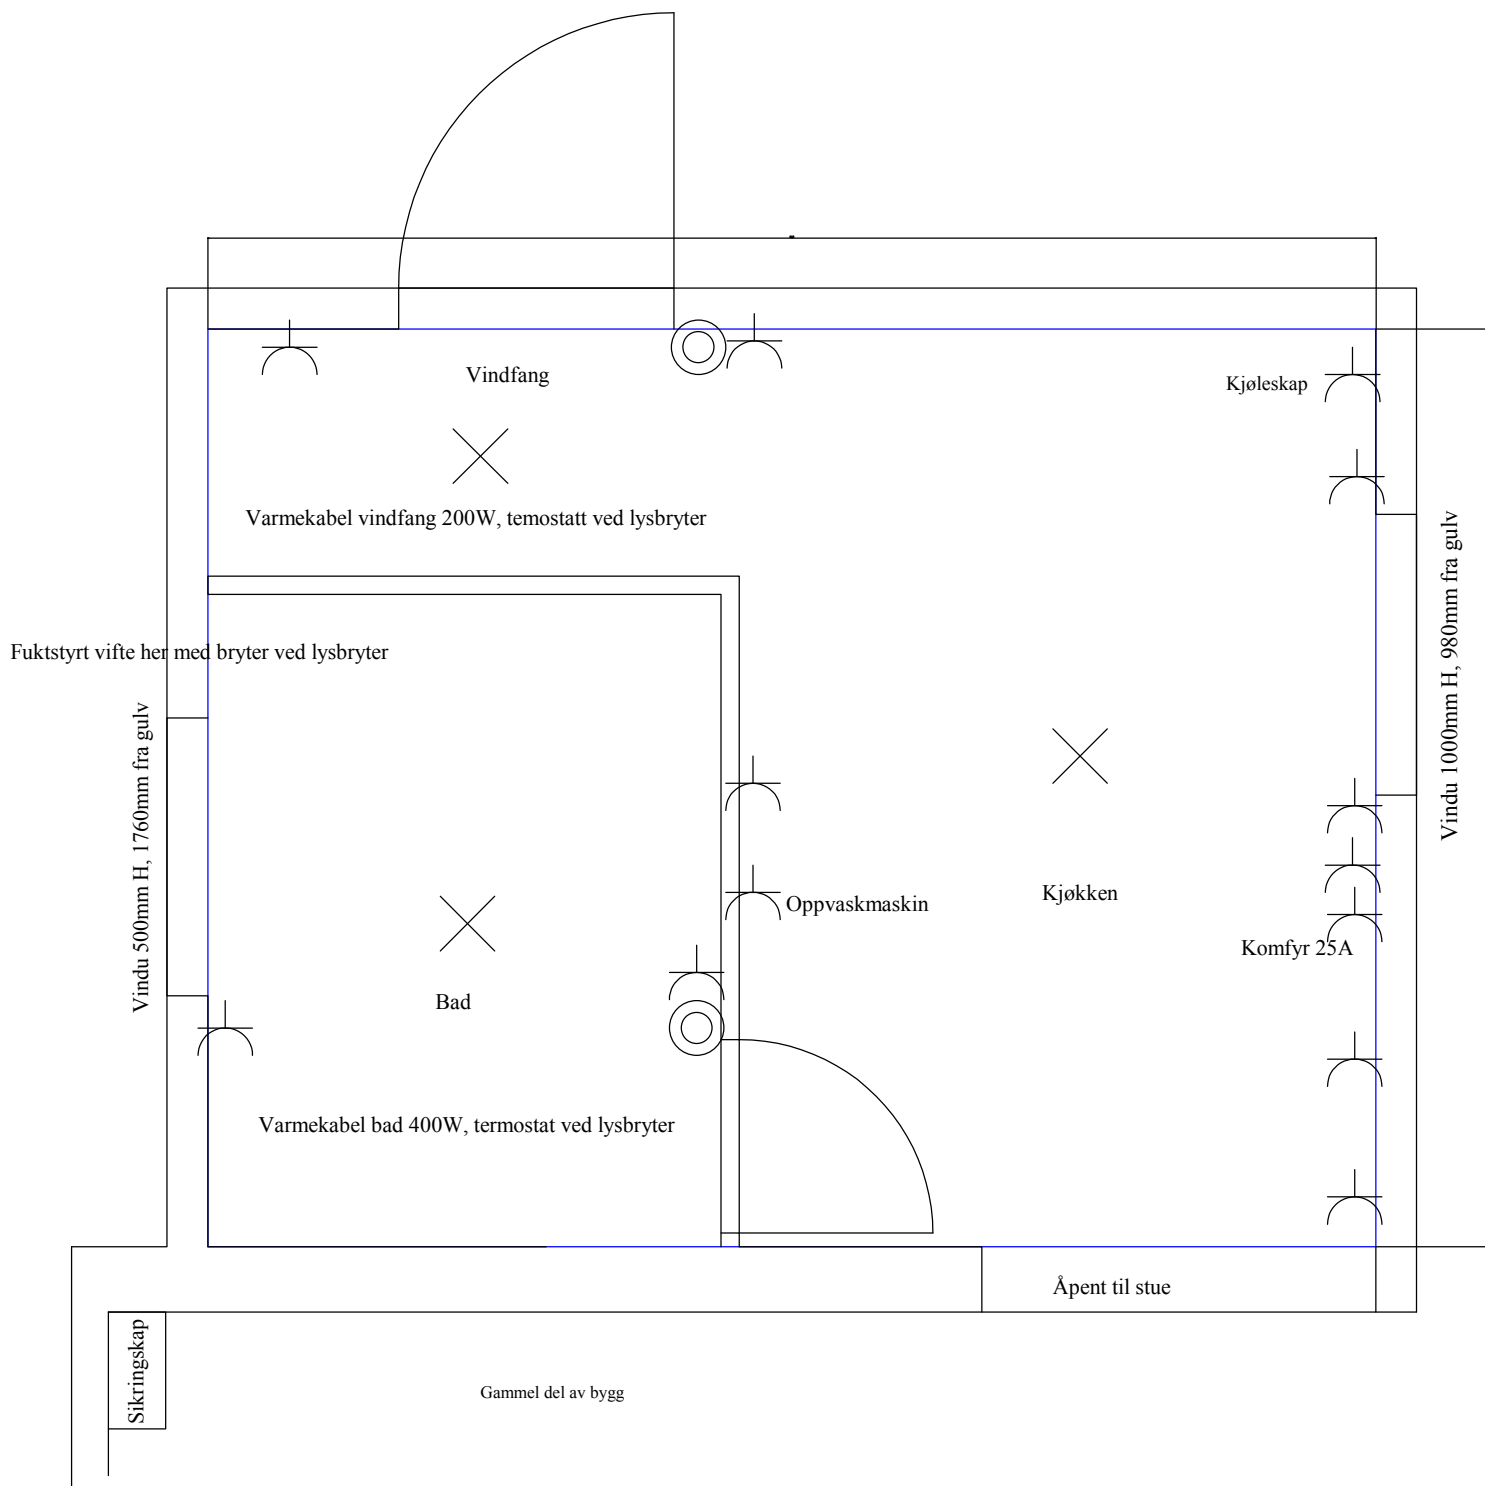 Vindfang
Kjøleskap
Varmekabel vindfang 200W, temostatt ved lysbryter
Vindu 1000mm H, 980mm fra gulv
Fuktstyrt vifte her med bryter ved lysbryter
Vindu 500mm H, 1760mm fra gulv
Oppvaskmaskin
Kjøkken
Komfyr 25A
Bad
Varmekabel bad 400W, termostat ved lysbryter
Åpent til stue
Sikringskap
Gammel del av bygg